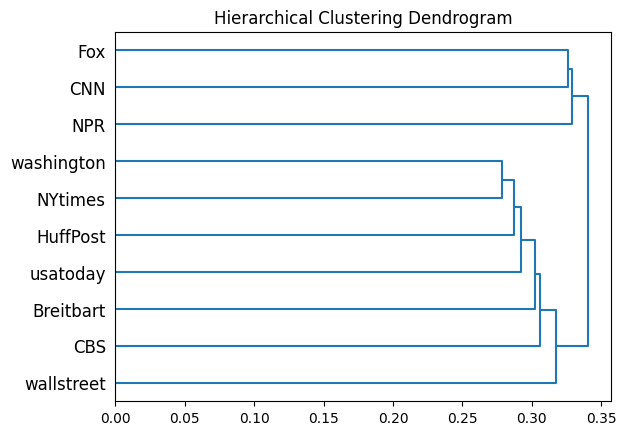 Hierarchical Clustering Dendrogram
Fox
CNN
NPR
washington
NYtimes
HuffPost
usatoday
Breitbart
CBS
wallstreet
0.00 0.05 0.10 0.15 0.20 0.25 0.30 0.35